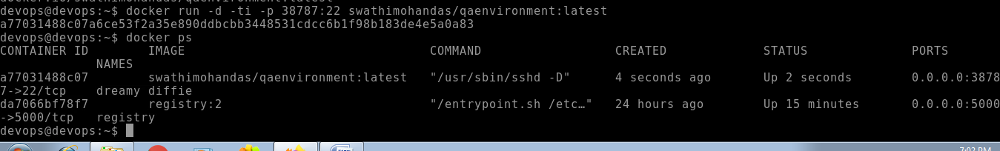 devops@devops:~$ docker run -d -ti -p 38787:22 swathimohandas/qaenvironment:latest
a77031488c07a6ce53f2a35e890ddbcbb3448531cdcc6b1f98b183de4e5a0a83
devops@devops:~$ docker ps
CONTAINER ID IMAGE COMMAND CREATED STATUS PORTS
NAMES
a77031488c07 swathimohandas/qaenvironment:latest "/usr/sbin/sshd -D" 4 seconds ago Up 2 seconds 0.0.0.0:3878
7->22/tcp dreamy diffie
da7066bf78f7 registry:2 "/entrypoint.sh /etc…" 24 hours ago Up 15 minutes 0.0.0.0:5000
->5000/tcp registry
devops@devops:~$
7:02 PM